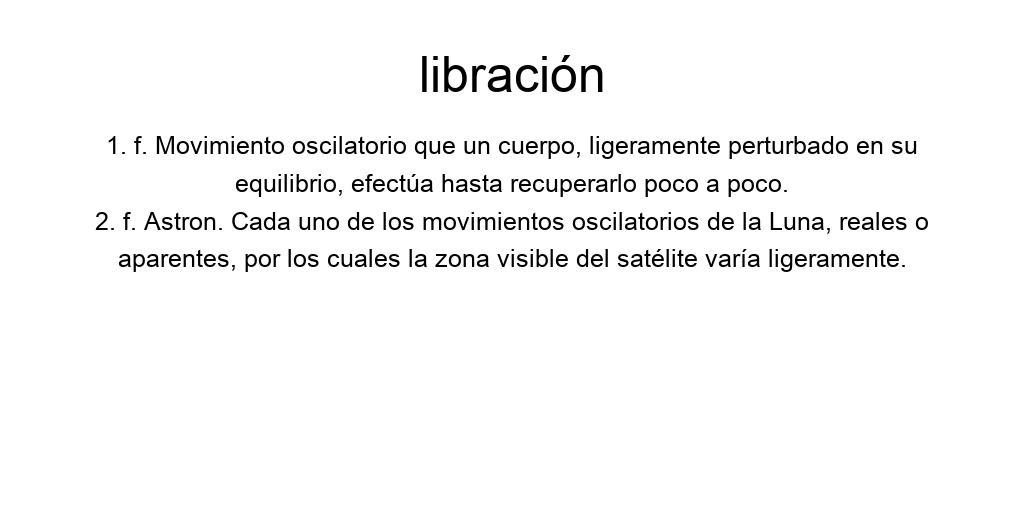 libración
1. f. Movimiento oscilatorio que un cuerpo, ligeramente perturbado en su
equilibrio, efectúa hasta recuperarlo poco a poco.
2. f. Astron. Cada uno de los movimientos oscilatorios de la Luna, reales o
aparentes, por los cuales la zona visible del satélite varía ligeramente.